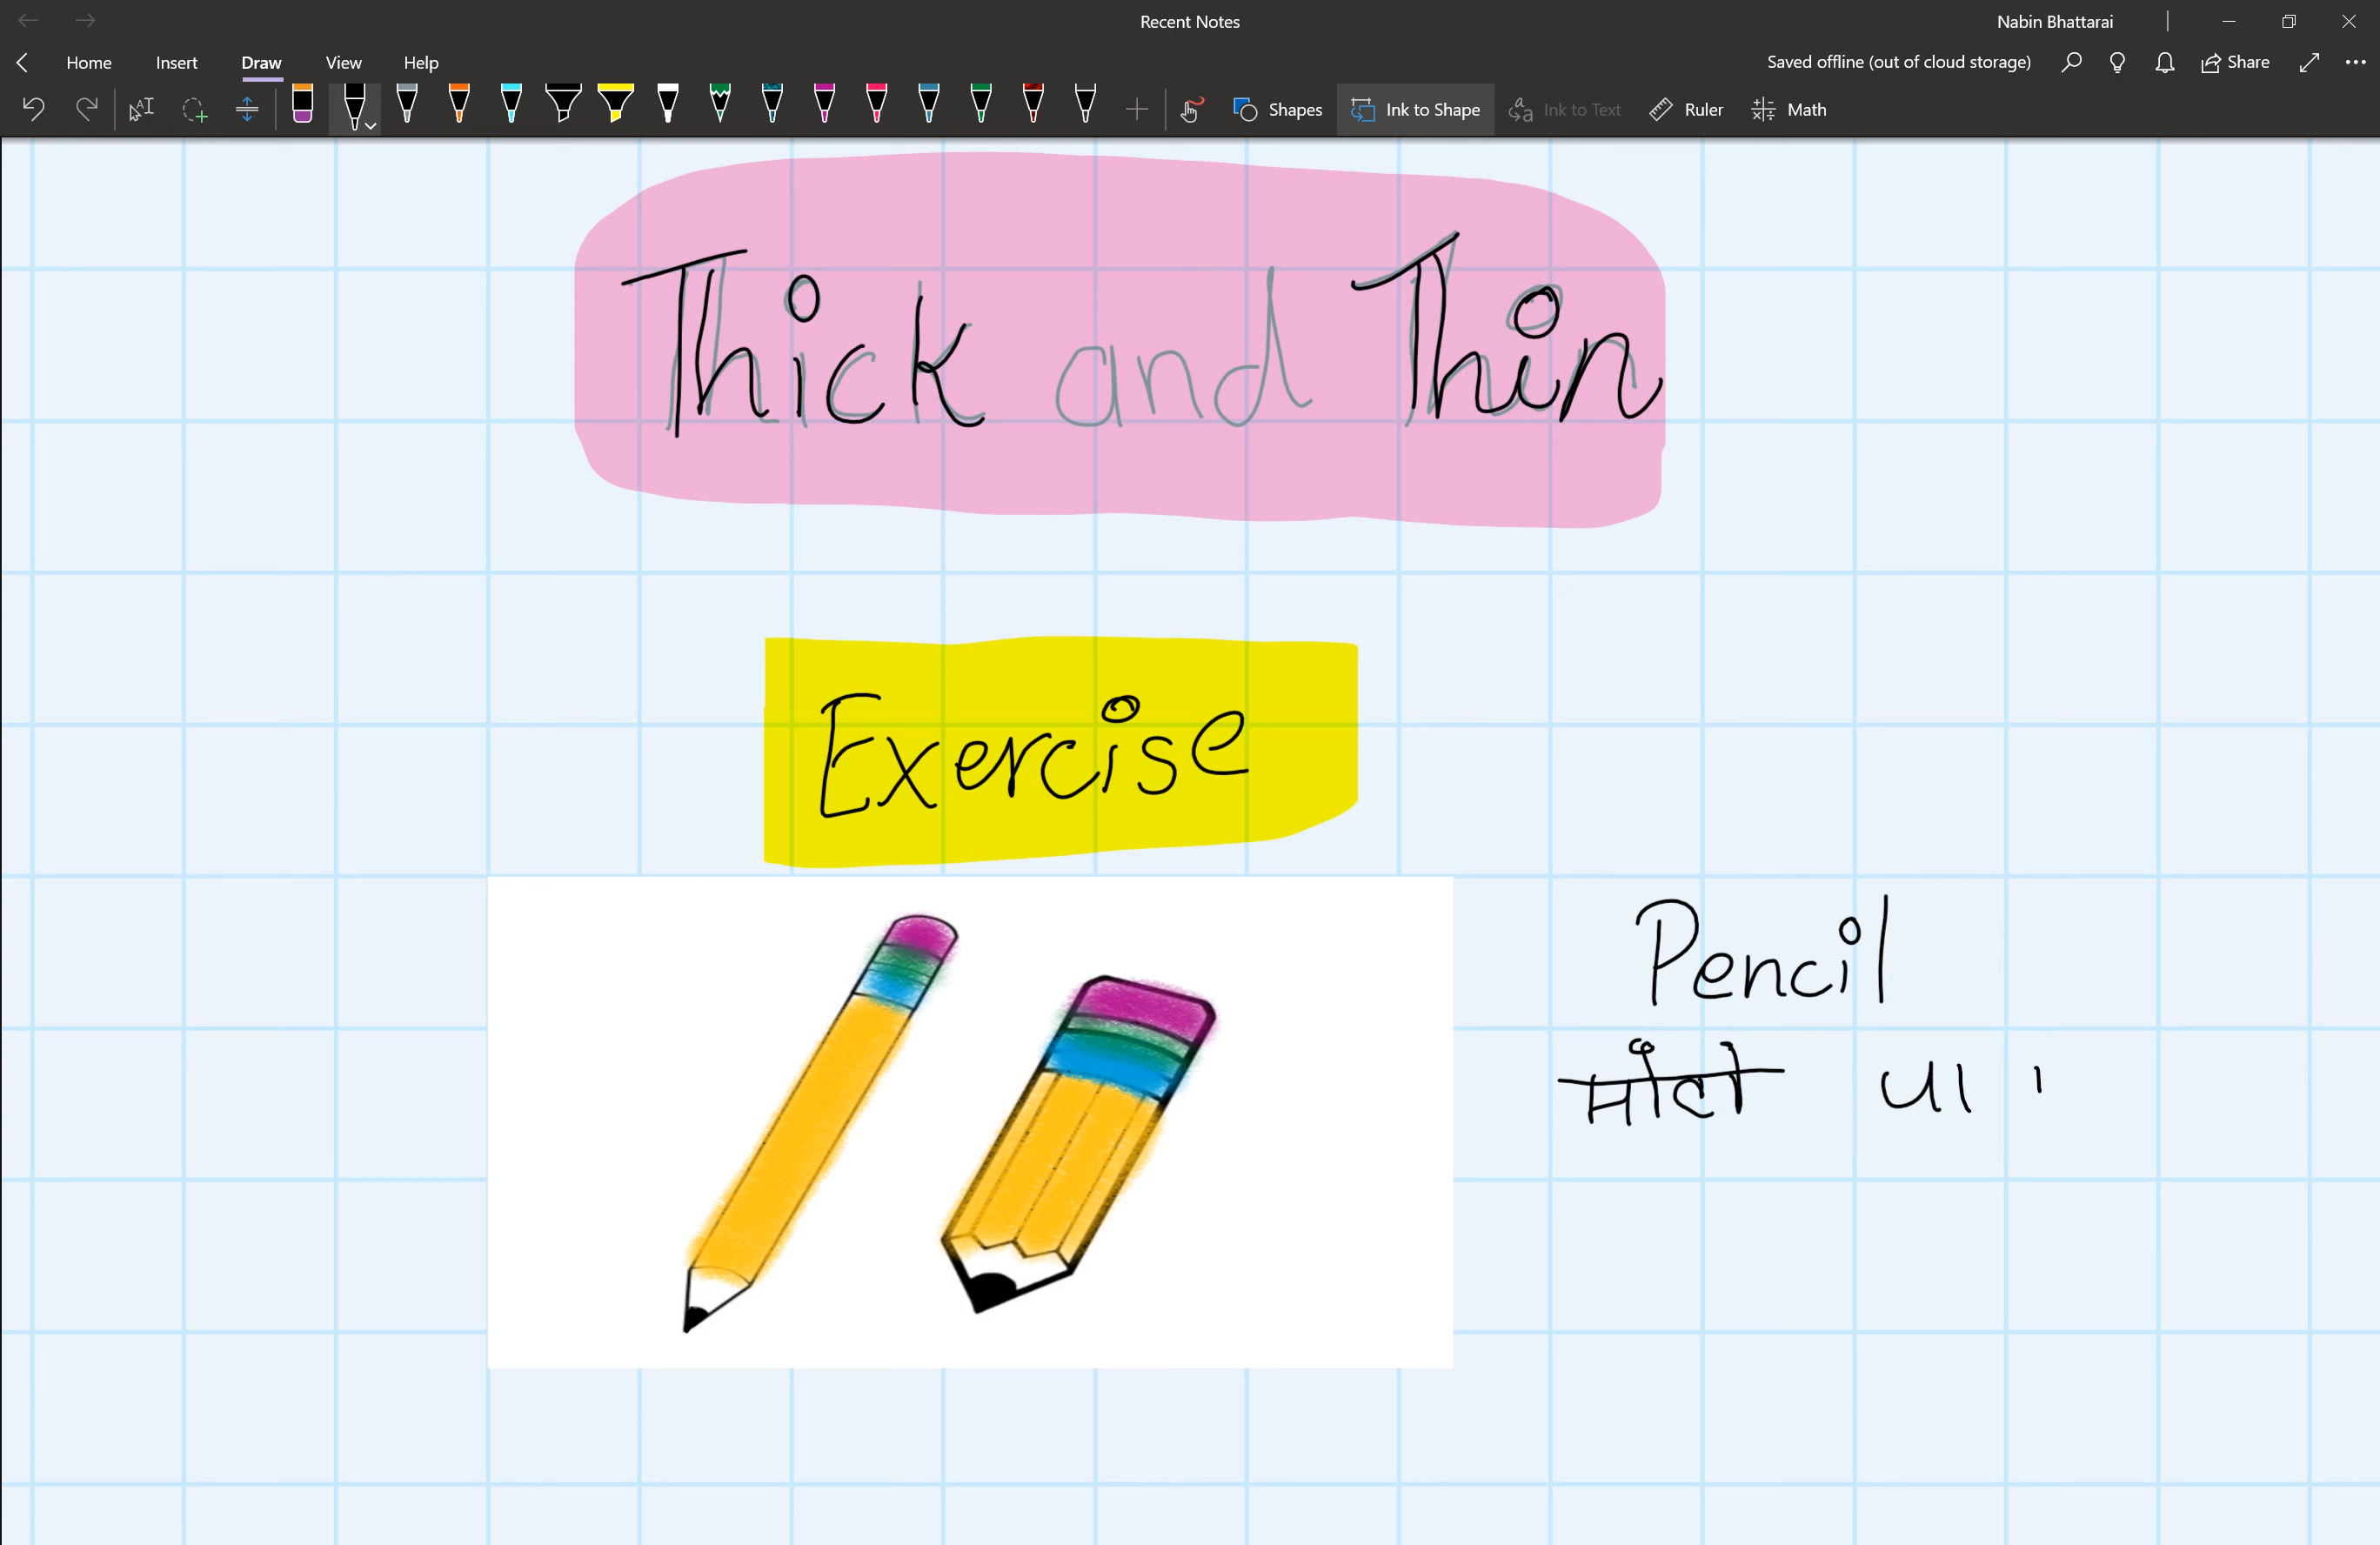 Recent Notes Nabin Bhattarai
Home Insert Draw View Help Saved offline (out of cloud storage) Share
Shapes Ink to Shape Ink to Text Ruler Math
Thick and Thin
Exercise
Pencil